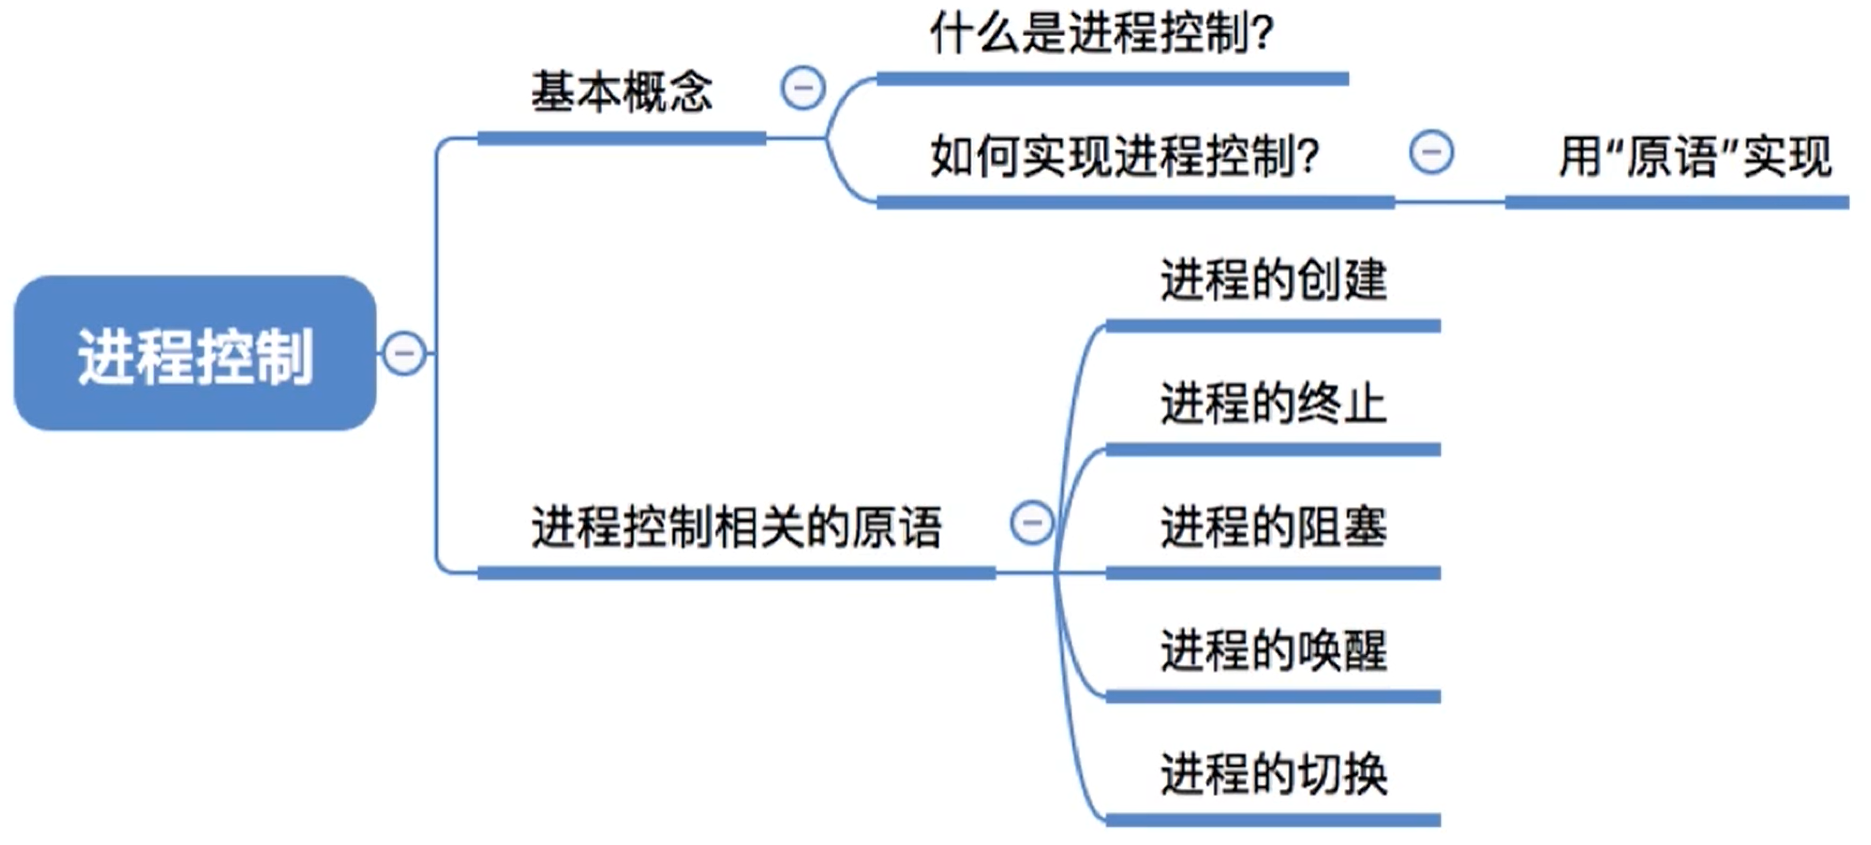 什么是进程控制?
基本概念
如何实现进程控制?
用“原语”实现
进程的创建
进程控制
进程的终止
进程控制相关的原语
进程的阻塞
进程的唤醒
进程的切换